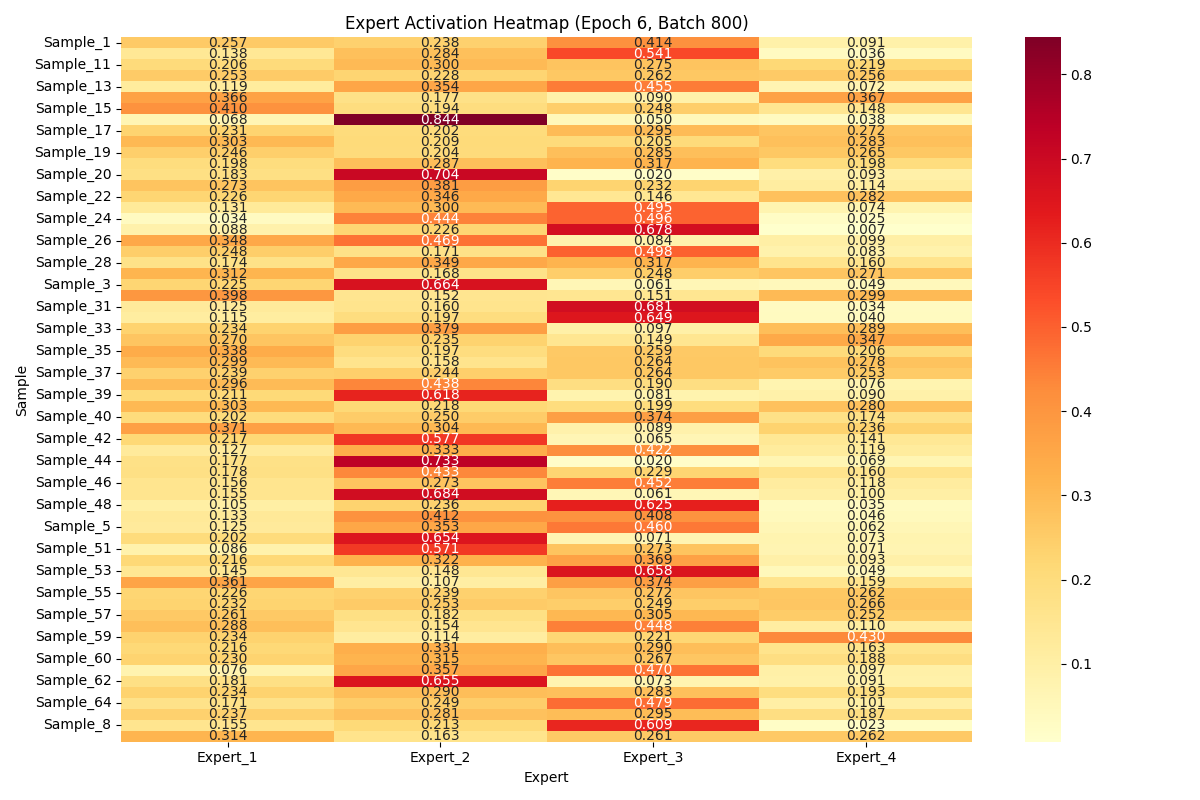 Expert Activation Heatmap (Epoch 6, Batch 800)
Sample_1 0.257 0.238 0.414 0.091
0.138 0.284 0.541 0.036
Sample_11 0.206 0.300 0.275 0.219
0.253 0.228 0.262 0.256
Sample_13 0.119 0.354 0.455 0.072
0.366 0.177 0.090 0.367
Sample_15 0.410 0.194 0.248 0.148
0.068 0.844 0.050 0.038
Sample_17 0.231 0.202 0.295 0.272
0.303 0.209 0.205 0.283
Sample_19 0.246 0.204 0.285 0.265
0.198 0.287 0.317 0.198
Sample_20 0.183 0.704 0.020 0.093
0.273 0.381 0.232 0.114
Sample_22 0.226 0.346 0.146 0.282
0.131 0.300 0.495 0.074
Sample_24 0.034 0.444 0.496 0.025
0.088 0.226 0.678 0.007
Sample_26 0.348 0.469 0.084 0.099
0.248 0.171 0.498 0.083
Sample_28 0.174 0.349 0.317 0.160
0.312 0.168 0.248 0.271
Sample_3 0.225 0.664 0.061 0.049
0.398 0.152 0.151 0.299
Sample_31 0.125 0.160 0.681 0.034
0.115 0.197 0.649 0.040
Sample_33 0.234 0.379 0.097 0.289
0.270 0.235 0.149 0.347
Sample_35 0.338 0.197 0.259 0.206
0.299 0.158 0.264 0.278
Sample_37 0.239 0.244 0.264 0.253
0.296 0.438 0.190 0.076
Sample_39 0.211 0.618 0.081 0.090
0.303 0.218 0.199 0.280
Sample_40 0.202 0.250 0.374 0.174
0.371 0.304 0.089 0.236
Sample_42 0.217 0.577 0.065 0.141
0.127 0.333 0.422 0.119
Sample_44 0.177 0.733 0.020 0.069
0.178 0.433 0.229 0.160
Sample_46 0.156 0.273 0.452 0.118
0.155 0.684 0.061 0.100
Sample_48 0.105 0.236 0.625 0.035
0.133 0.412 0.408 0.046
Sample_5 0.125 0.353 0.460 0.062
0.202 0.654 0.071 0.073
Sample_51 0.086 0.571 0.273 0.071
0.216 0.322 0.369 0.093
Sample_53 0.145 0.148 0.658 0.049
0.361 0.107 0.374 0.159
Sample_55 0.226 0.239 0.272 0.262
0.232 0.253 0.249 0.266
Sample_57 0.261 0.182 0.305 0.252
0.288 0.154 0.448 0.110
Sample_59 0.234 0.114 0.221 0.430
0.216 0.331 0.290 0.163
Sample_60 0.230 0.315 0.267 0.188
0.076 0.357 0.470 0.097
Sample_62 0.181 0.655 0.073 0.091
0.234 0.290 0.283 0.193
Sample_64 0.171 0.249 0.479 0.101
0.237 0.281 0.295 0.187
Sample_8 0.155 0.213 0.609 0.023
0.314 0.163 0.261 0.262
Expert_1 Expert_2 Expert_3 Expert_4
Expert
Sample
0.8
0.7
0.6
0.5
0.4
0.3
0.2
0.1